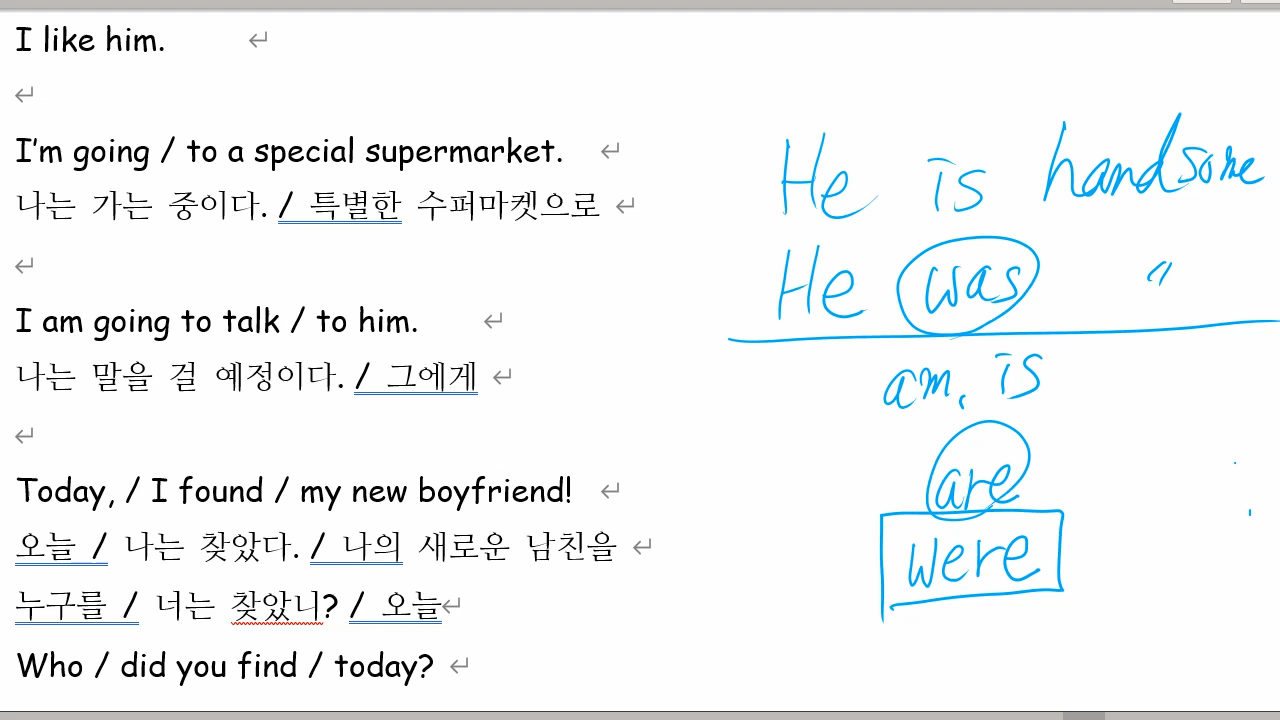 I like him.
I'm going / to a special supermarket.
나는 가는 중이다. / 특별한 수퍼마켓으로
I am going to talk / to him.
나는 말을 걸 예정이다. / 그에게
Today, / I found / my new boyfriend!
오늘 / 나는 찾았다. / 나의 새로운 남친을
누구를 / 너는 찾았니? / 오늘
Who / did you find / today?
He is handsome
He was "
am, is
are
were